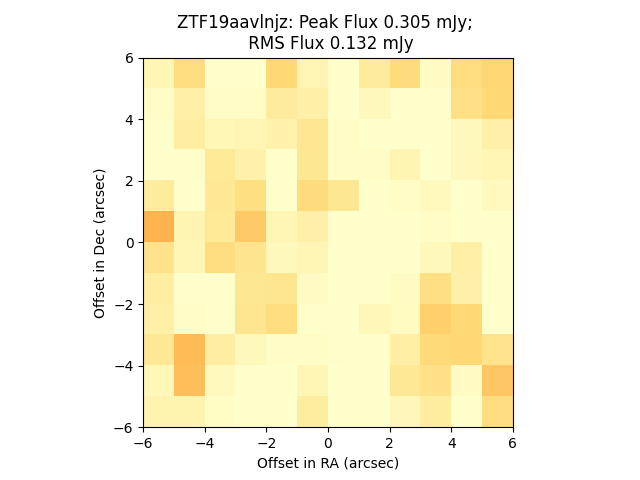 ZTF19aavlnjz: Peak Flux 0.305 mJy;
RMS Flux 0.132 mJy
6
4
2
0
−2
−4
−6
Offset in Dec (arcsec)
−6 −4 −2 0 2 4 6
Offset in RA (arcsec)